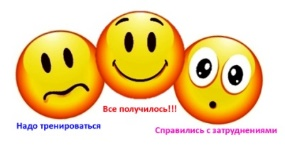 Все получилось!!!
Надо тренироваться
Справились с затруднениями